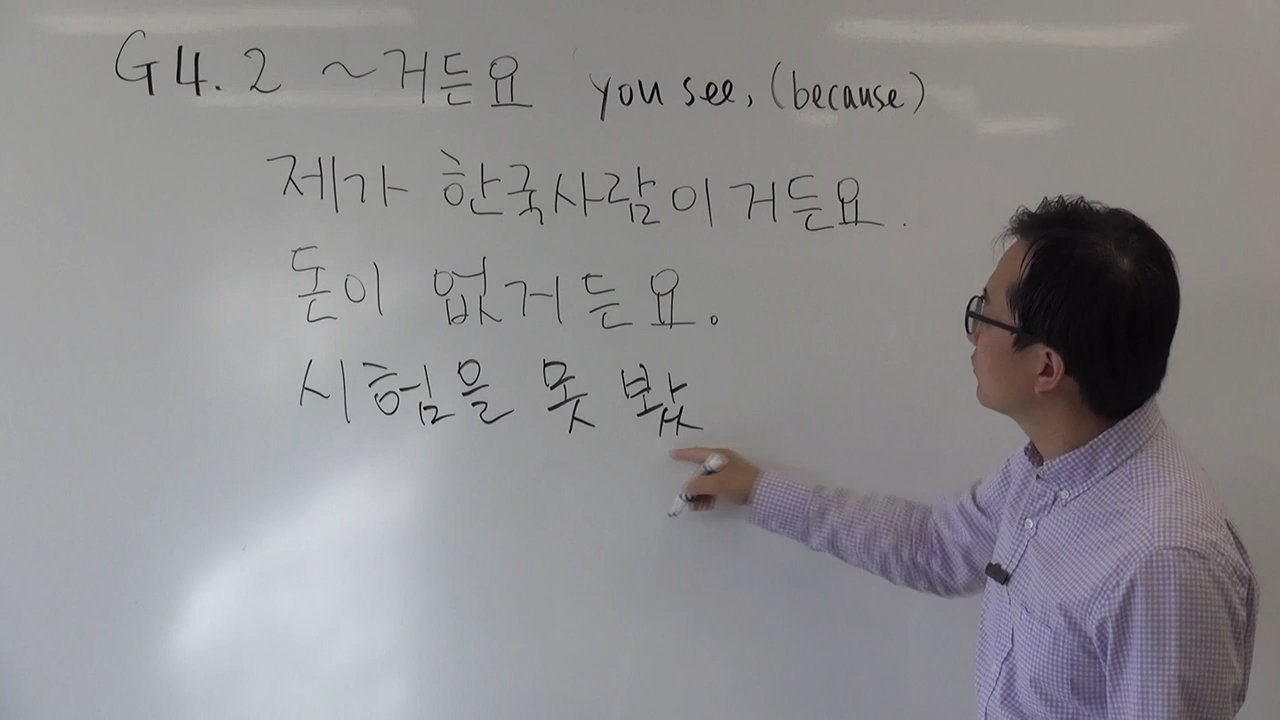 G4.2 ~거든요 you see, (because)
제가 한국사람이거든요.
돈이 없거든요.
시험을 못 봤